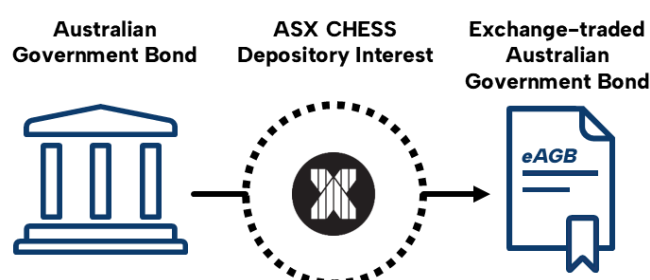 Australian
Government Bond
ASX CHESS
Depository Interest
Exchange-traded
Australian
Government Bond
eAGB